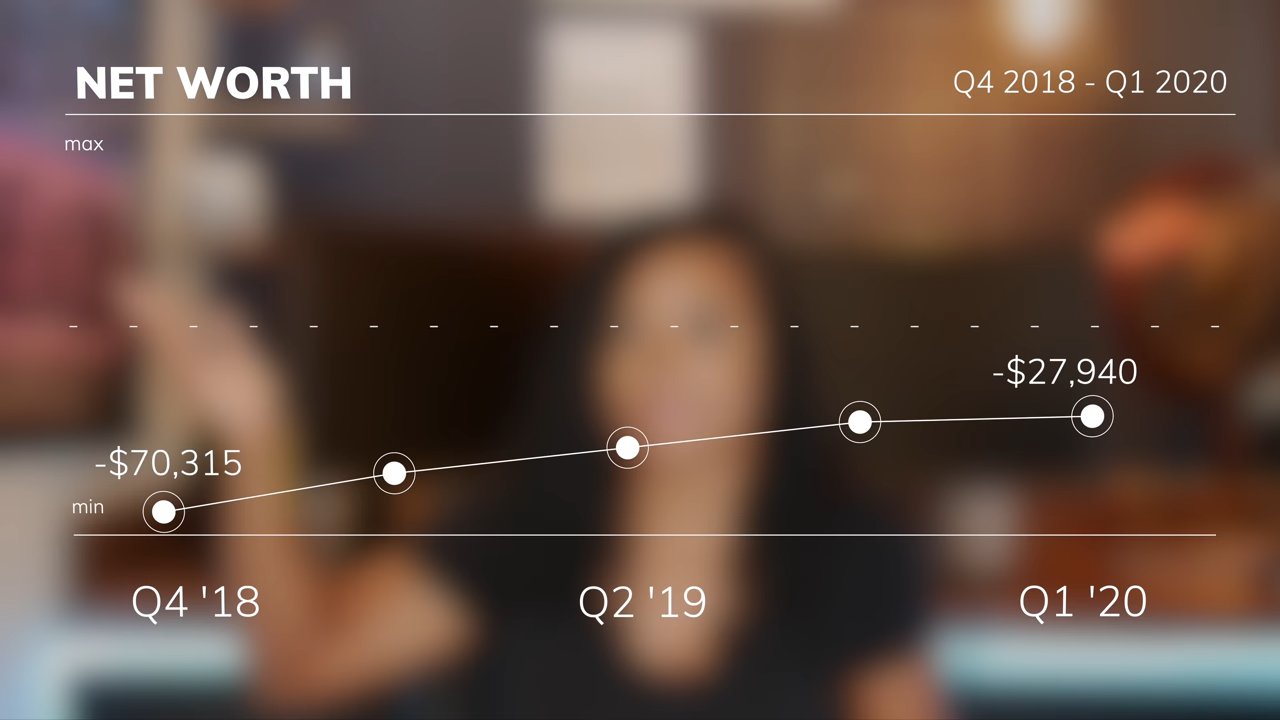 NET WORTH
Q4 2018 - Q1 2020
max
-$27,940
-$70,315
min
Q4 '18
Q2 '19
Q1 '20